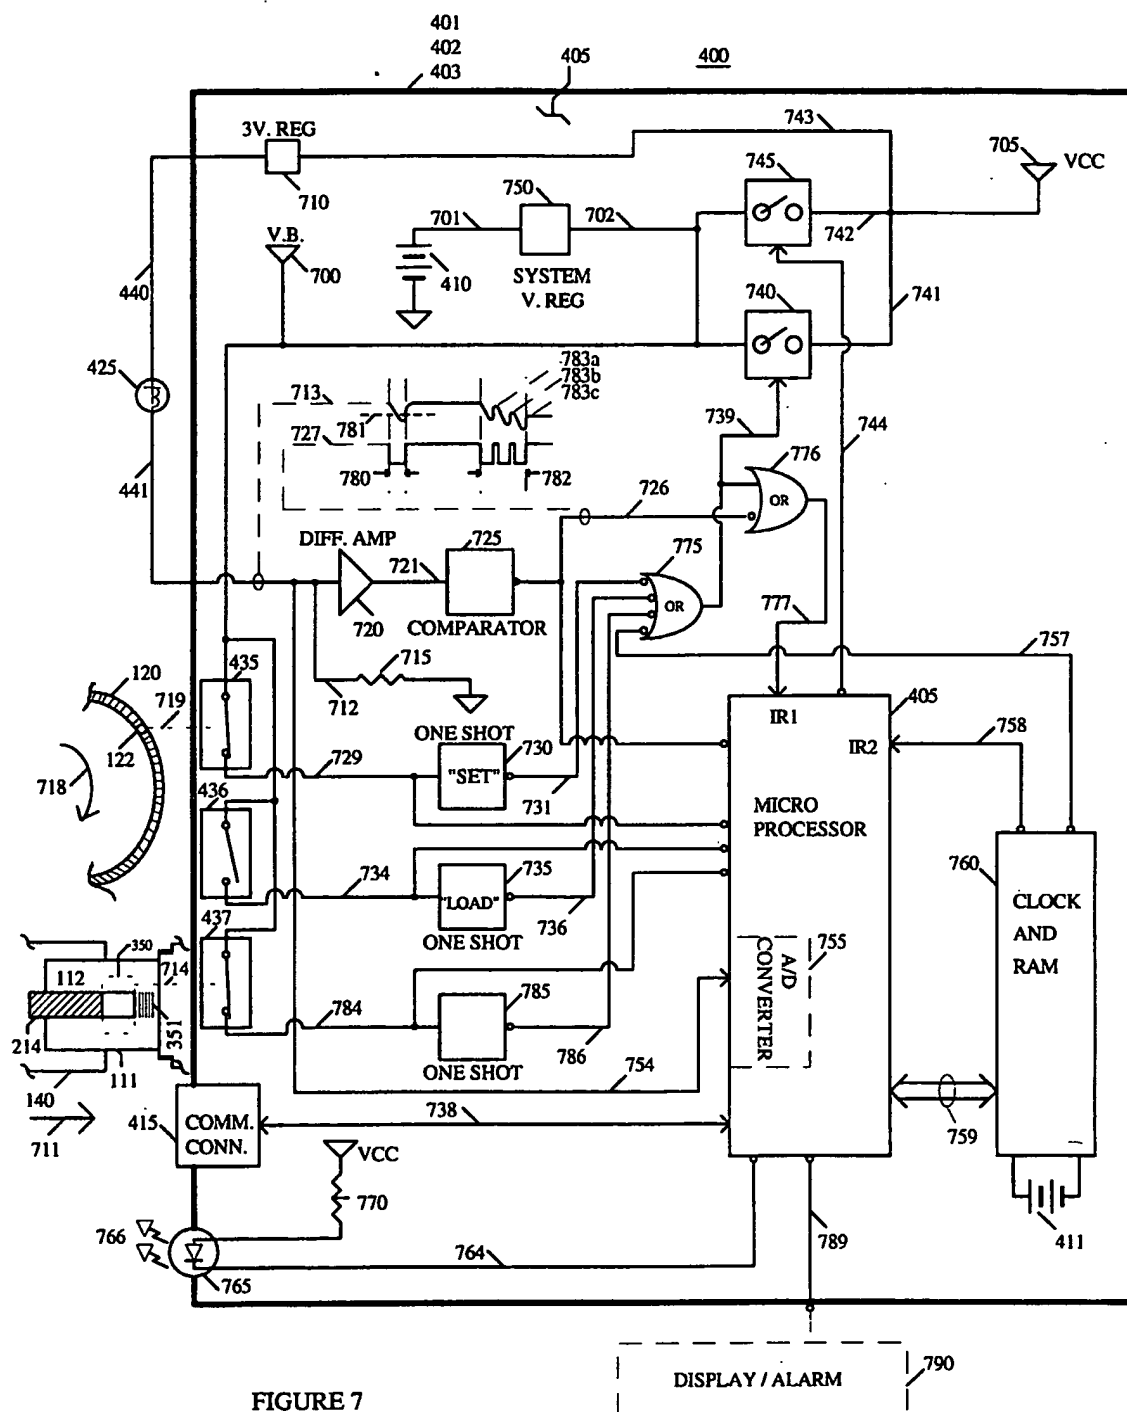 401
402
403
405
400
743
3V. REG
710
745
705
VCC
750
701
702
742
V.B.
700
410
SYSTEM
V. REG
740
741
440
425
783a
783b
783c
713
781
727
739
744
780
782
776
441
726
OR
DIFF. AMP
725
775
721
720
COMPARATOR
OR
777
757
715
712
120
719
435
405
122
ONE SHOT
730
IR1
IR2
758
718
729
"SET"
731
436
MICRO
PROCESSOR
735
760
734
"LOAD"
736
CLOCK
AND
RAM
437
ONE SHOT
350
714
112
755
A/D
CONVERTER
785
784
214
351
786
754
111
ONE SHOT
140
738
759
711
415
COMM.
CONN.
VCC
770
766
764
789
411
765
790
DISPLAY / ALARM
FIGURE 7